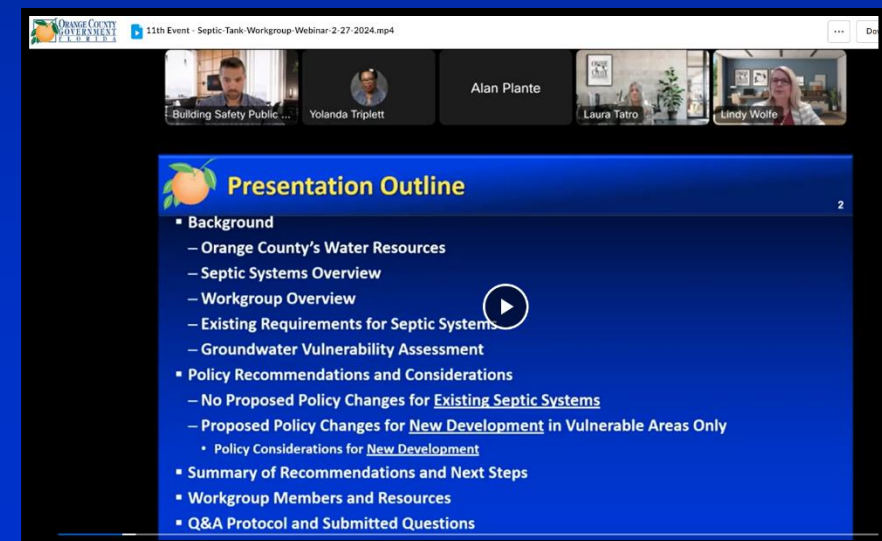 ORANGE COUNTY
GOVERNMENT
FLORIDA
11th Event - Septic-Tank-Workgroup-Webinar-2-27-2024.mp4
...
Do
Building Safety Public ...
Yolanda Triplett
Alan Plante
Laura Tatro
Lindy Wolfe
Presentation Outline
2
▪ Background
– Orange County's Water Resources
– Septic Systems Overview
– Workgroup Overview
– Existing Requirements for Septic Systems
– Groundwater Vulnerability Assessment
▪ Policy Recommendations and Considerations
– No Proposed Policy Changes for Existing Septic Systems
– Proposed Policy Changes for New Development in Vulnerable Areas Only
• Policy Considerations for New Development
▪ Summary of Recommendations and Next Steps
▪ Workgroup Members and Resources
▪ Q&A Protocol and Submitted Questions